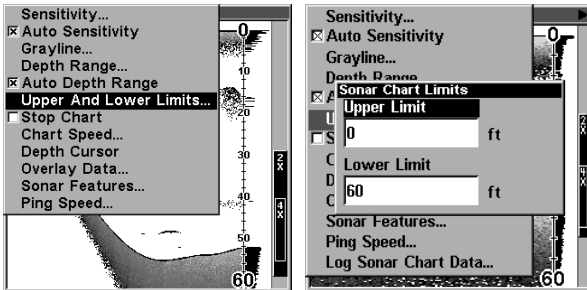 Sensitivity...
Auto Sensitivity
Grayline...
Depth Range...
Auto Depth Range
Upper And Lower Limits...
Stop Chart
Chart Speed...
Depth Cursor
Overlay Data...
Sonar Features...
Ping Speed...
0
10
20
30
40
50
60
2X
4X
Sensitivity...
Auto Sensitivity
Grayline...
Depth Range
Sonar Chart Limits
Upper Limit
0 ft
Lower Limit
60 ft
Sonar Features...
Ping Speed...
Log Sonar Chart Data...
0
60
2X
4X